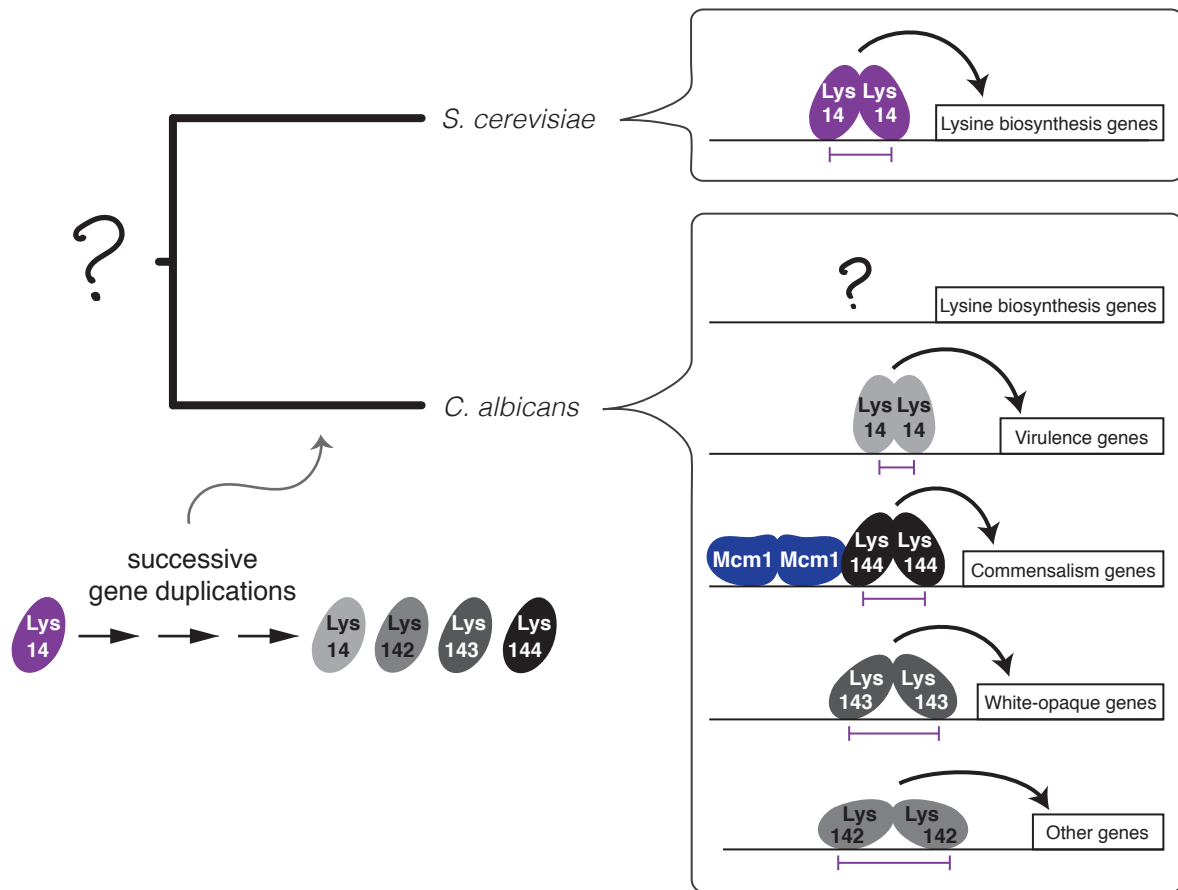 Lys Lys
14 14
S. cerevisiae
Lysine biosynthesis genes
?
?
Lysine biosynthesis genes
C. albicans
Lys Lys
14 14
Virulence genes
Mcm1 Mcm1
Lys Lys
144 144
Commensalism genes
successive
gene duplications
Lys
14
Lys
14
Lys
142
Lys
143
Lys
144
Lys Lys
143 143
White-opaque genes
Lys Lys
142 142
Other genes